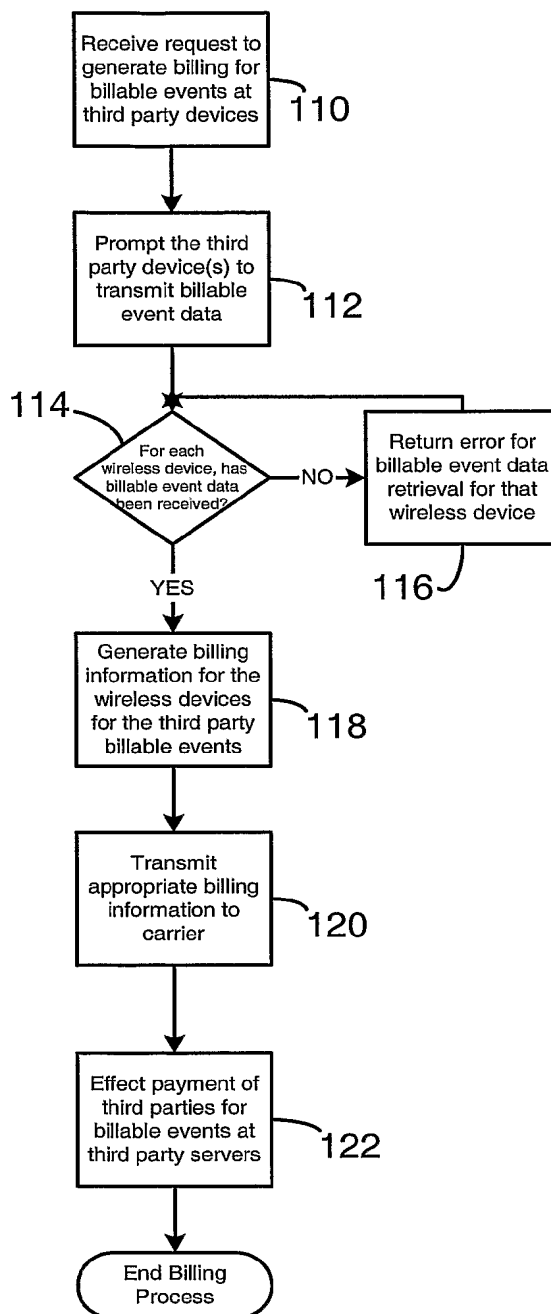 Receive request to
generate billing for
billable events at
third party devices
110
Prompt the third
party device(s) to
transmit billable
event data
112
114
For each
wireless device, has
billable event data
been received?
NO
Return error for
billable event data
retrieval for that
wireless device
116
YES
Generate billing
information for the
wireless devices
for the third party
billable events
118
Transmit
appropriate billing
information to
carrier
120
Effect payment of
third parties for
billable events at
third party servers
122
End Billing
Process